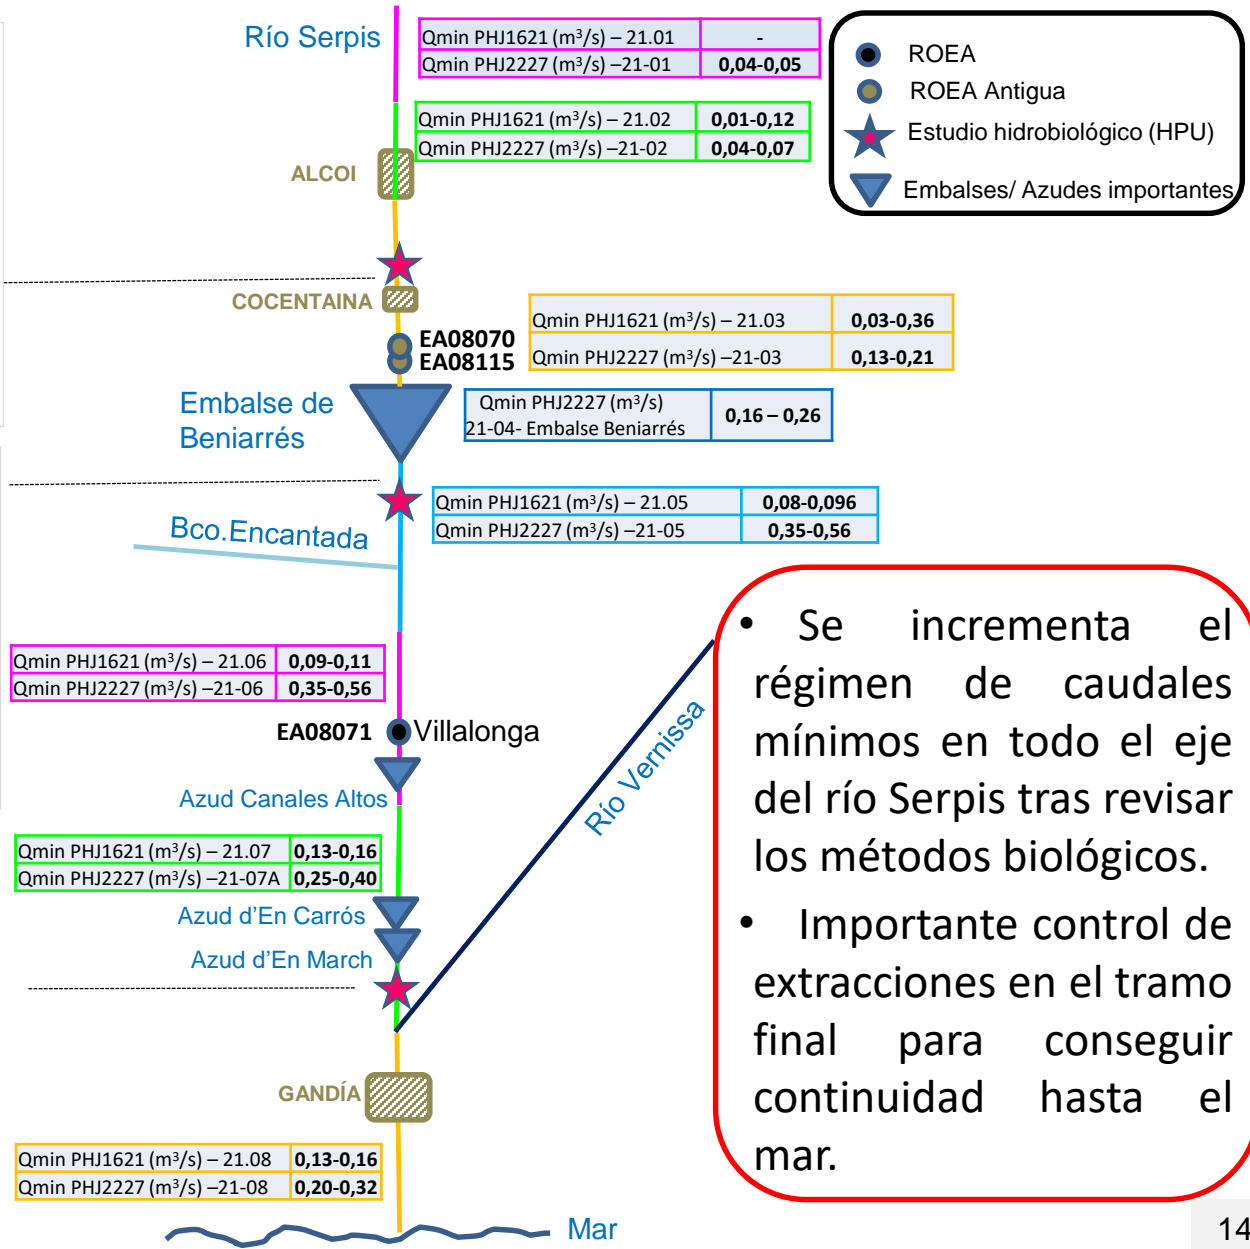 Río Serpis
Qmin PHJ1621 (m³/s) – 21.01 -
Qmin PHJ2227 (m³/s) –21-01 0,04-0,05
ROEA
ROEA Antigua
Estudio hidrobiológico (HPU)
Embalses/ Azudes importantes
Qmin PHJ1621 (m³/s) – 21.02 0,01-0,12
Qmin PHJ2227 (m³/s) –21-02 0,04-0,07
ALCOI
COCENTAINA
Qmin PHJ1621 (m³/s) – 21.03 0,03-0,36
Qmin PHJ2227 (m³/s) –21-03 0,13-0,21
EA08070
EA08115
Embalse de
Beniarrés
Qmin PHJ2227 (m³/s)
21-04- Embalse Beniarrés 0,16 – 0,26
Qmin PHJ1621 (m³/s) – 21.05 0,08-0,096
Qmin PHJ2227 (m³/s) –21-05 0,35-0,56
Bco.Encantada
Qmin PHJ1621 (m³/s) – 21.06 0,09-0,11
Qmin PHJ2227 (m³/s) –21-06 0,35-0,56
EA08071 Villalonga
Azud Canales Altos
Río Vernissa
Qmin PHJ1621 (m³/s) – 21.07 0,13-0,16
Qmin PHJ2227 (m³/s) –21-07A 0,25-0,40
Azud d'En Carrós
Azud d'En March
GANDÍA
Qmin PHJ1621 (m³/s) – 21.08 0,13-0,16
Qmin PHJ2227 (m³/s) –21-08 0,20-0,32
Mar
• Se incrementa el
régimen de caudales
mínimos en todo el eje
del río Serpis tras revisar
los métodos biológicos.
• Importante control de
extracciones en el tramo
final para conseguir
continuidad hasta el
mar.
14